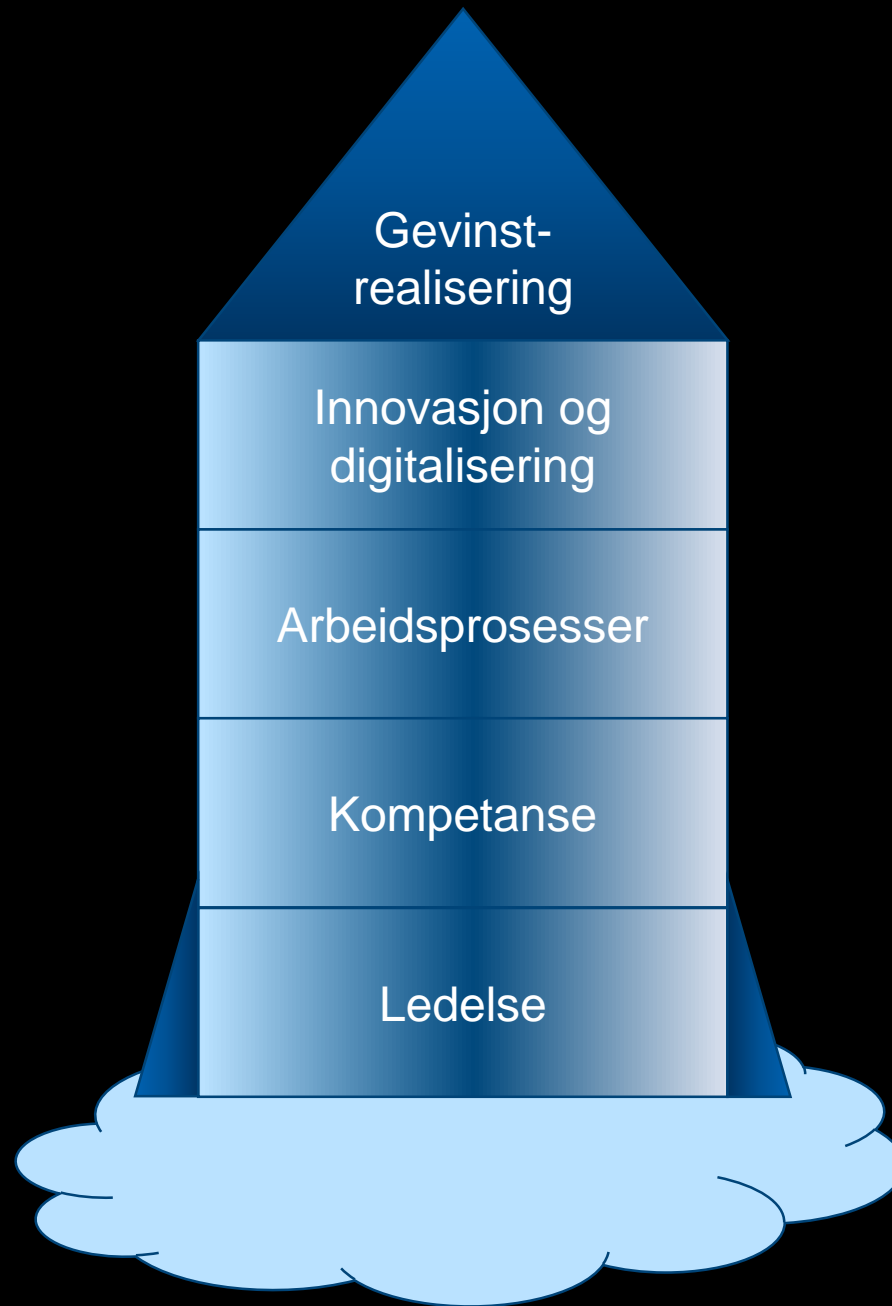 Gevinst-
realisering
Innovasjon og
digitalisering
Arbeidsprosesser
Kompetanse
Ledelse